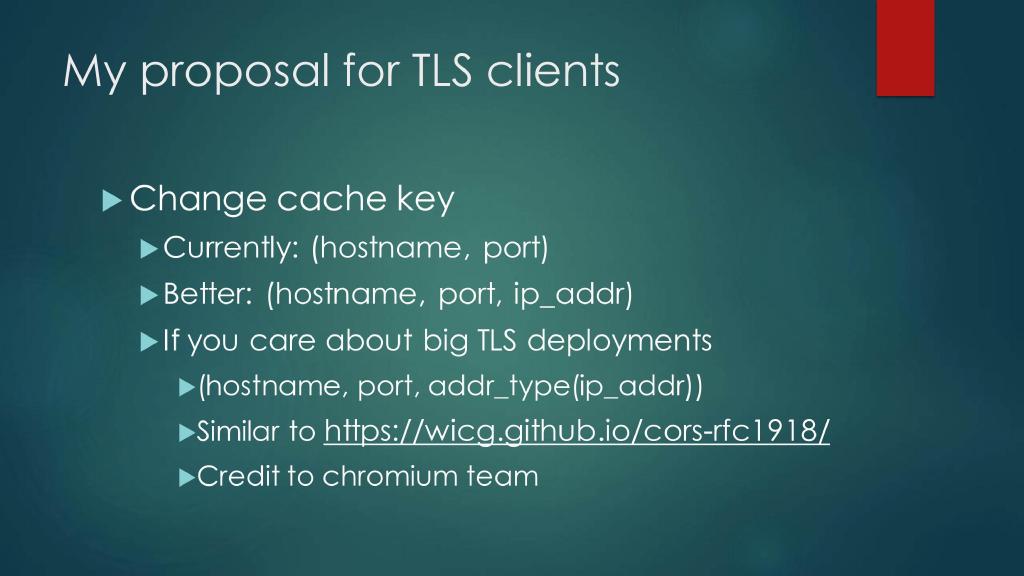 My proposal for TLS clients
Change cache key
Currently: (hostname, port)
Better: (hostname, port, ip_addr)
If you care about big TLS deployments
(hostname, port, addr_type(ip_addr))
Similar to https://wicg.github.io/cors-rfc1918/
Credit to chromium team